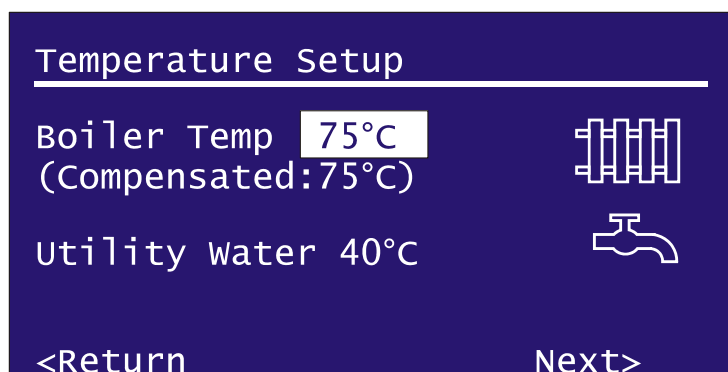 Temperature Setup
Boiler Temp 75°C
(Compensated:75°C)
Utility Water 40°C
<Return Next>